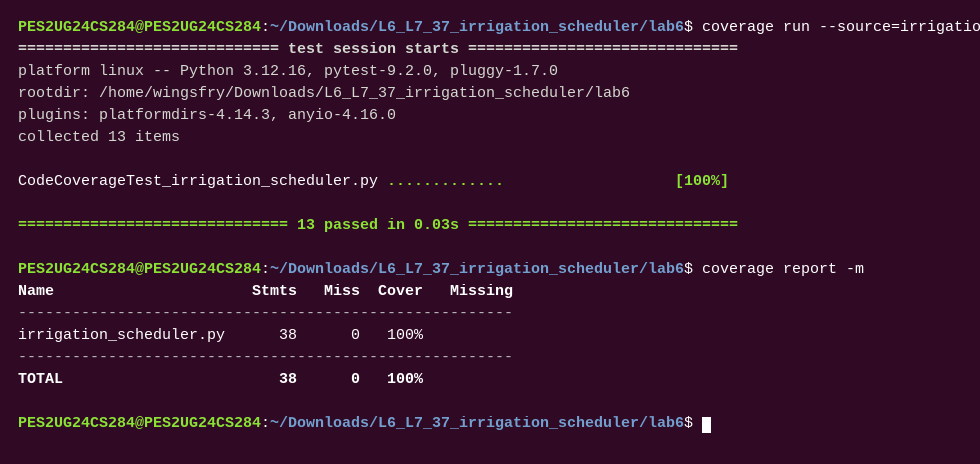 PES2UG24CS284@PES2UG24CS284:~/Downloads/L6_L7_37_irrigation_scheduler/lab6$ coverage run --source=irrigatio
============================= test session starts ==============================
platform linux -- Python 3.12.16, pytest-9.2.0, pluggy-1.7.0
rootdir: /home/wingsfry/Downloads/L6_L7_37_irrigation_scheduler/lab6
plugins: platformdirs-4.14.3, anyio-4.16.0
collected 13 items
CodeCoverageTest_irrigation_scheduler.py .............                   [100%]
============================== 13 passed in 0.03s ==============================
PES2UG24CS284@PES2UG24CS284:~/Downloads/L6_L7_37_irrigation_scheduler/lab6$ coverage report -m
Name                      Stmts   Miss  Cover   Missing
-------------------------------------------------------
irrigation_scheduler.py      38      0   100%
-------------------------------------------------------
TOTAL                        38      0   100%
PES2UG24CS284@PES2UG24CS284:~/Downloads/L6_L7_37_irrigation_scheduler/lab6$